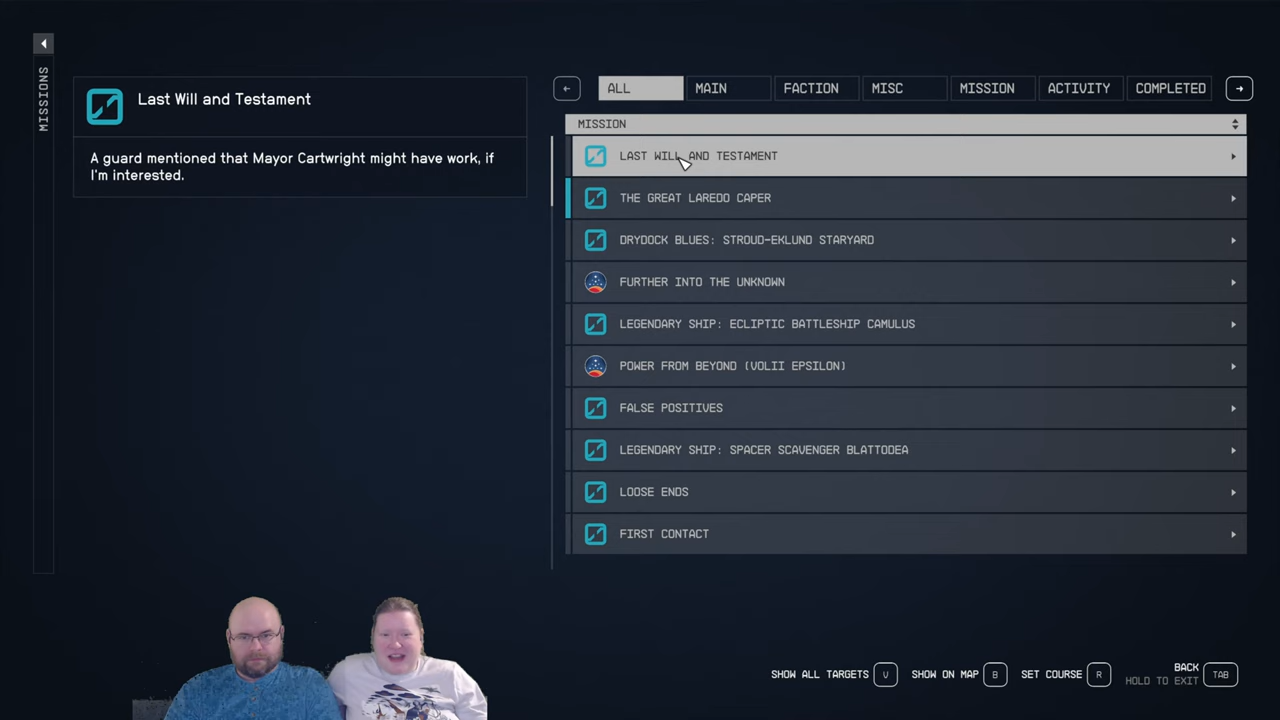 MISSIONS
Last Will and Testament
A guard mentioned that Mayor Cartwright might have work, if
I'm interested.
ALL
MAIN
FACTION
MISC
MISSION
ACTIVITY
COMPLETED
MISSION
LAST WILL AND TESTAMENT
THE GREAT LAREDO CAPER
DRYDOCK BLUES: STROUD-EKLUND STARYARD
FURTHER INTO THE UNKNOWN
LEGENDARY SHIP: ECLIPTIC BATTLESHIP CAMULUS
POWER FROM BEYOND (VOLII EPSILON)
FALSE POSITIVES
LEGENDARY SHIP: SPACER SCAVENGER BLATTODEA
LOOSE ENDS
FIRST CONTACT
SHOW ALL TARGETS V
SHOW ON MAP B
SET COURSE R
BACK
HOLD TO EXIT
TAB